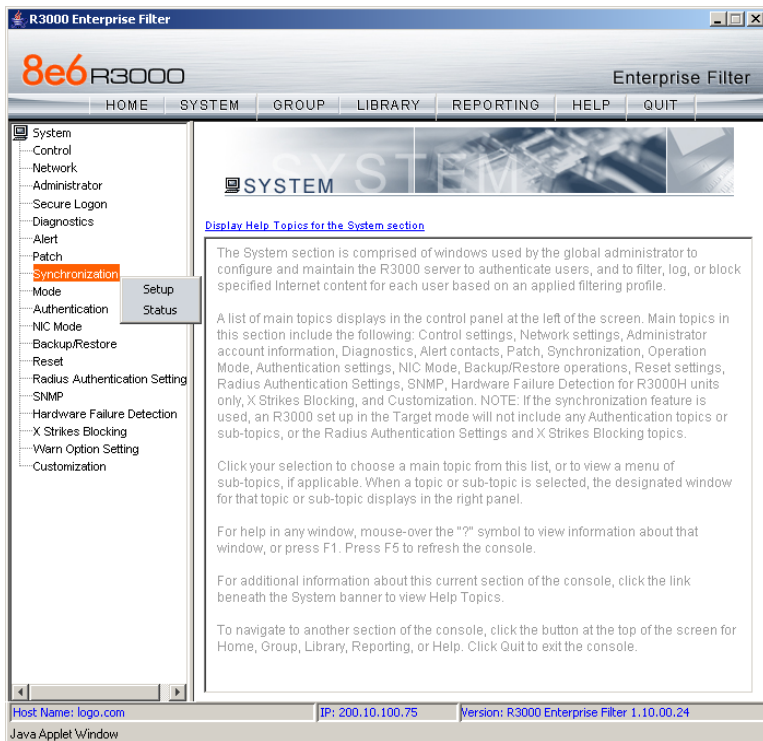 R3000 Enterprise Filter
8e6 R3000
Enterprise Filter
HOME SYSTEM GROUP LIBRARY REPORTING HELP QUIT
System
Control
Network
Administrator
Secure Logon
Diagnostics
Alert
Patch
Synchronization
Mode
Authentication
NIC Mode
Backup/Restore
Reset
Radius Authentication Setting
SNMP
Hardware Failure Detection
X Strikes Blocking
Warn Option Setting
Customization
Setup
Status
SYSTEM
SYSTEM
Display Help Topics for the System section
The System section is comprised of windows used by the global administrator to
configure and maintain the R3000 server to authenticate users, and to filter, log, or block
specified Internet content for each user based on an applied filtering profile.
A list of main topics displays in the control panel at the left of the screen. Main topics in
this section include the following: Control settings, Network settings, Administrator
account information, Diagnostics, Alert contacts, Patch, Synchronization, Operation
Mode, Authentication settings, NIC Mode, Backup/Restore operations, Reset settings,
Radius Authentication Settings, SNMP, Hardware Failure Detection for R3000H units
only, X Strikes Blocking, and Customization. NOTE: If the synchronization feature is
used, an R3000 set up in the Target mode will not include any Authentication topics or
sub-topics, or the Radius Authentication Settings and X Strikes Blocking topics.
Click your selection to choose a main topic from this list, or to view a menu of
sub-topics, if applicable. When a topic or sub-topic is selected, the designated window
for that topic or sub-topic displays in the right panel.
For help in any window, mouse-over the "?" symbol to view information about that
window, or press F1. Press F5 to refresh the console.
For additional information about this current section of the console, click the link
beneath the System banner to view Help Topics.
To navigate to another section of the console, click the button at the top of the screen for
Home, Group, Library, Reporting, or Help. Click Quit to exit the console.
Host Name: logo.com
IP: 200.10.100.75
Version: R3000 Enterprise Filter 1.10.00.24
Java Applet Window